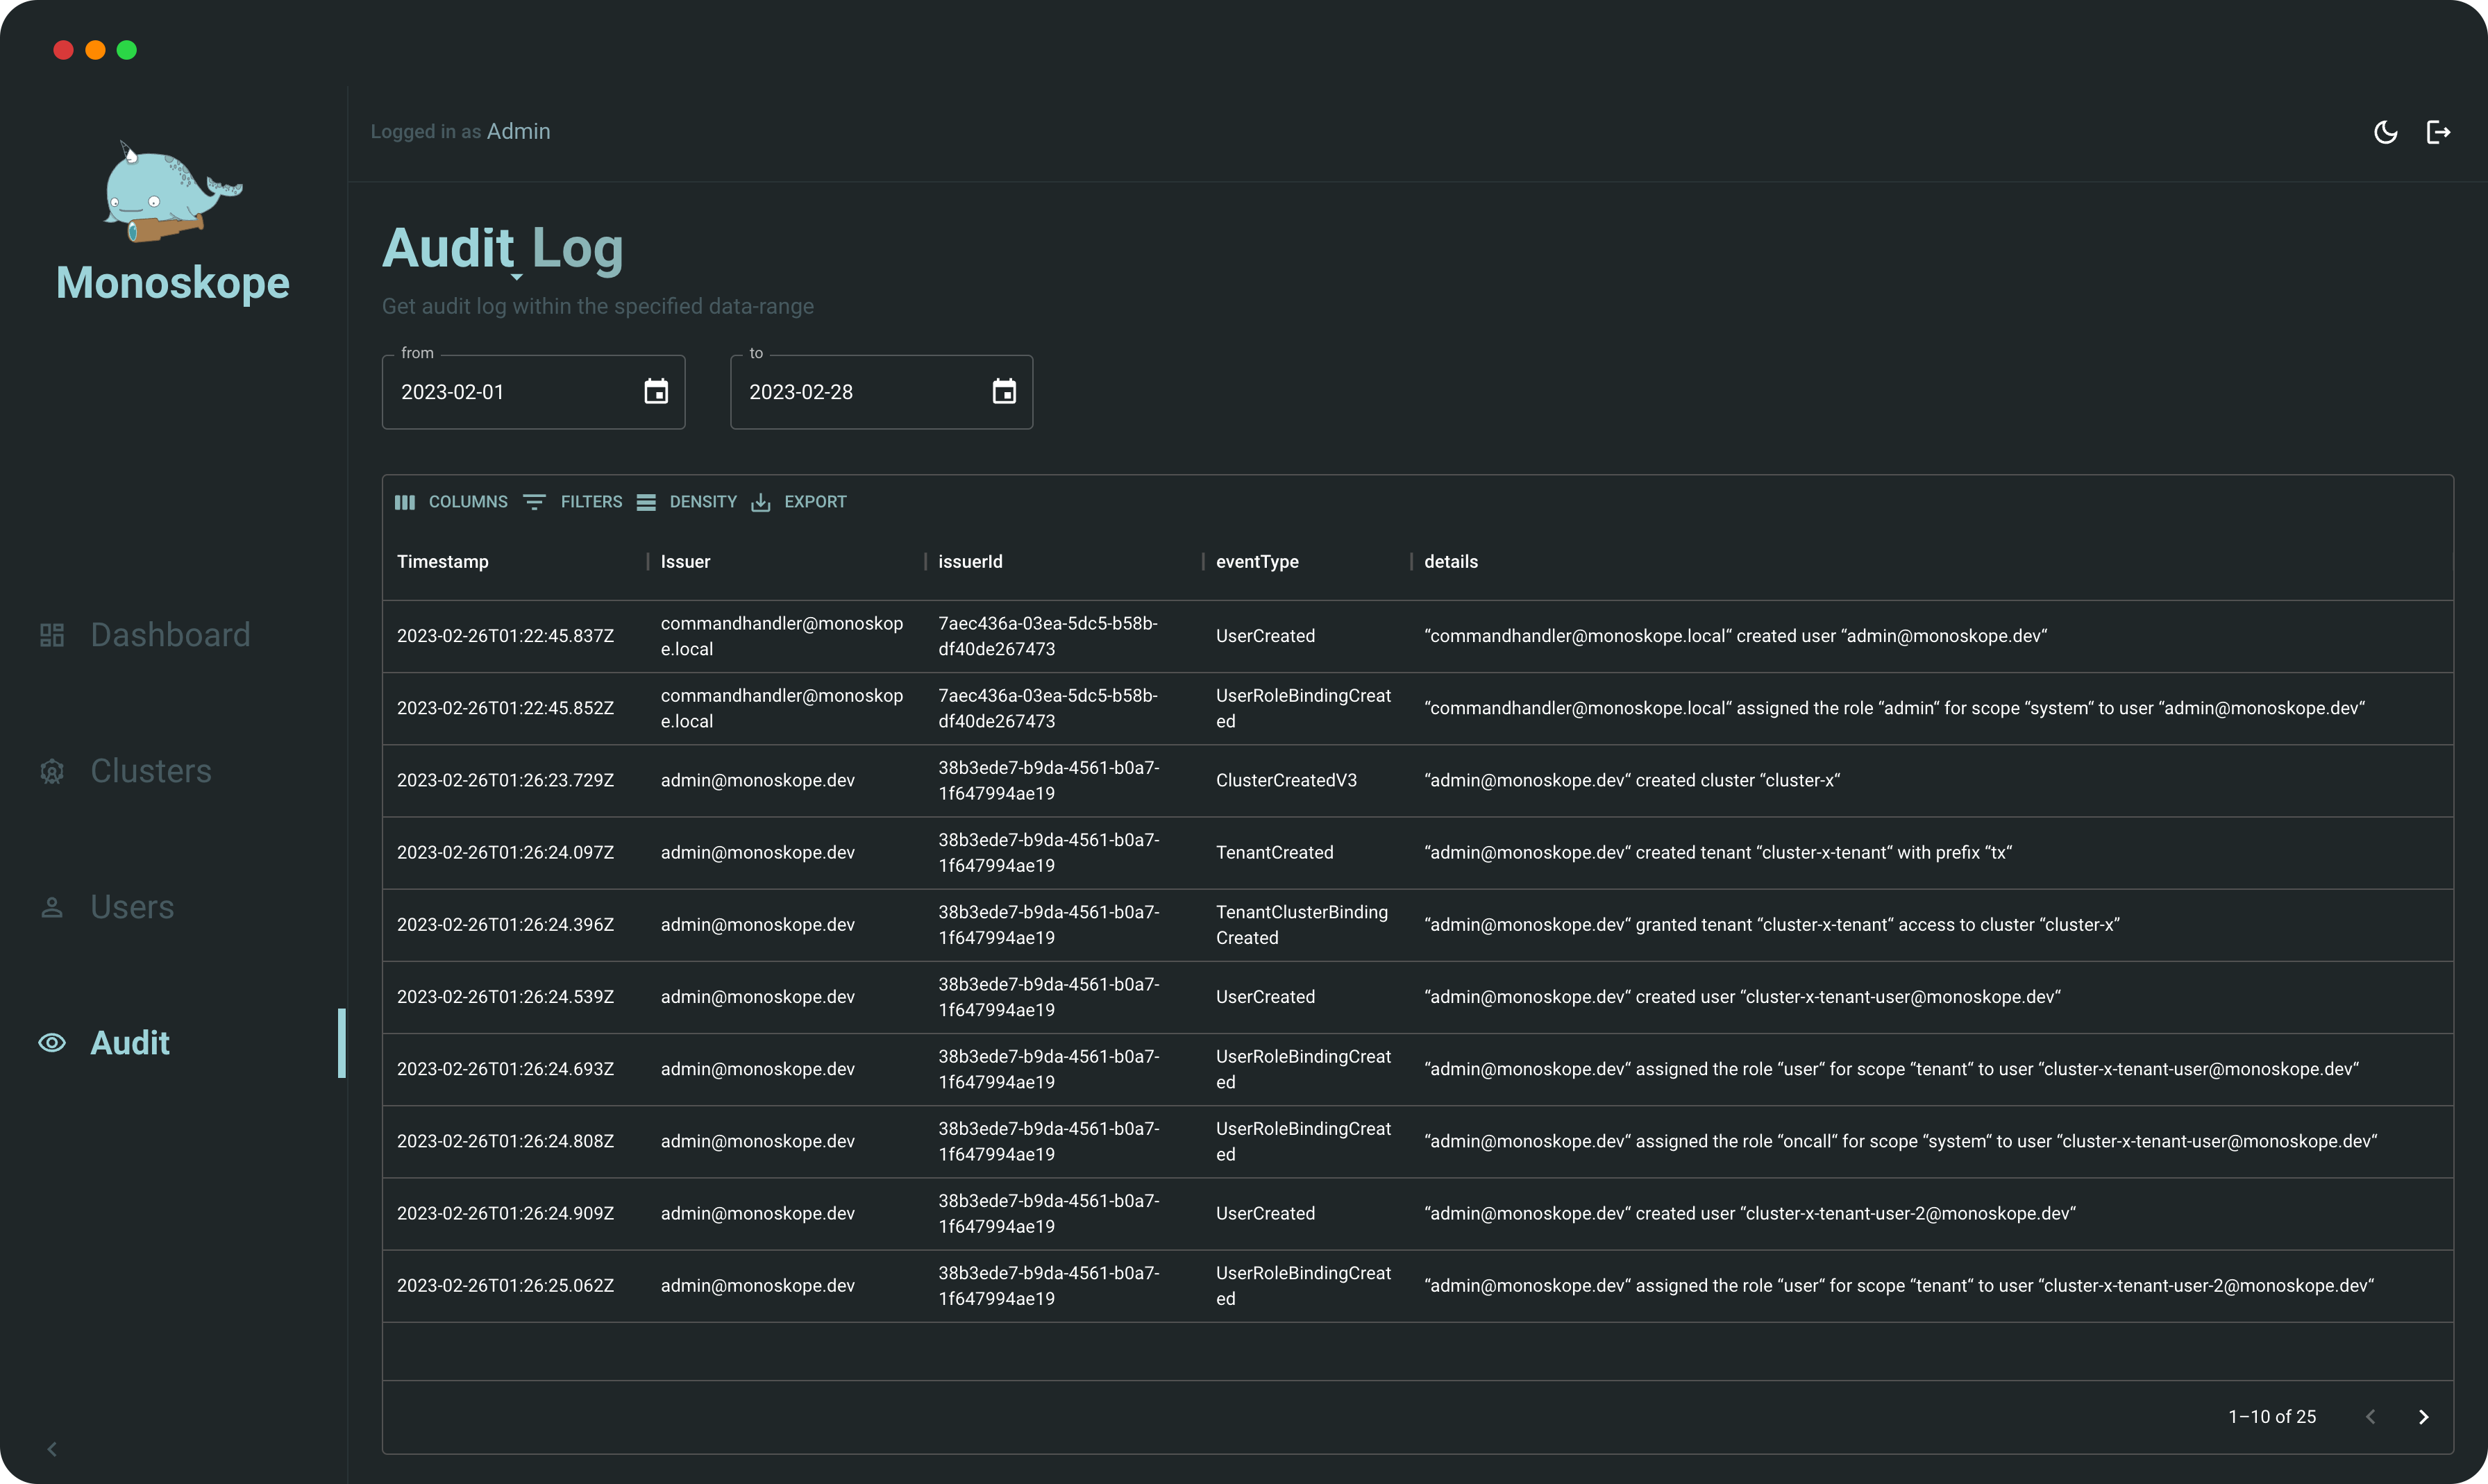 Logged in as Admin
Monoskope
Audit Log
Get audit log within the specified data-range
from
to
2023-02-01
2023-02-28
COLUMNS FILTERS DENSITY EXPORT
Timestamp Issuer issuerId eventType details
2023-02-26T01:22:45.837Z commandhandler@monoskop 7aec436a-03ea-5dc5-b58b- UserCreated “commandhandler@monoskope.local“ created user “admin@monoskope.dev“
e.local df40de267473
2023-02-26T01:22:45.852Z commandhandler@monoskop 7aec436a-03ea-5dc5-b58b- UserRoleBindingCreat “commandhandler@monoskope.local“ assigned the role “admin“ for scope “system“ to user “admin@monoskope.dev“
e.local df40de267473 ed
2023-02-26T01:26:23.729Z admin@monoskope.dev 38b3ede7-b9da-4561-b0a7- ClusterCreatedV3 “admin@monoskope.dev“ created cluster “cluster-x“
1f647994ae19
2023-02-26T01:26:24.097Z admin@monoskope.dev 38b3ede7-b9da-4561-b0a7- TenantCreated “admin@monoskope.dev“ created tenant “cluster-x-tenant“ with prefix “tx“
1f647994ae19
2023-02-26T01:26:24.396Z admin@monoskope.dev 38b3ede7-b9da-4561-b0a7- TenantClusterBinding “admin@monoskope.dev“ granted tenant “cluster-x-tenant“ access to cluster “cluster-x”
1f647994ae19 Created
2023-02-26T01:26:24.539Z admin@monoskope.dev 38b3ede7-b9da-4561-b0a7- UserCreated “admin@monoskope.dev“ created user “cluster-x-tenant-user@monoskope.dev“
1f647994ae19
2023-02-26T01:26:24.693Z admin@monoskope.dev 38b3ede7-b9da-4561-b0a7- UserRoleBindingCreat “admin@monoskope.dev“ assigned the role “user“ for scope “tenant“ to user “cluster-x-tenant-user@monoskope.dev“
1f647994ae19 ed
2023-02-26T01:26:24.808Z admin@monoskope.dev 38b3ede7-b9da-4561-b0a7- UserRoleBindingCreat “admin@monoskope.dev“ assigned the role “oncall“ for scope “system“ to user “cluster-x-tenant-user@monoskope.dev“
1f647994ae19 ed
2023-02-26T01:26:24.909Z admin@monoskope.dev 38b3ede7-b9da-4561-b0a7- UserCreated “admin@monoskope.dev“ created user “cluster-x-tenant-user-2@monoskope.dev“
1f647994ae19
2023-02-26T01:26:25.062Z admin@monoskope.dev 38b3ede7-b9da-4561-b0a7- UserRoleBindingCreat “admin@monoskope.dev“ assigned the role “user“ for scope “tenant“ to user “cluster-x-tenant-user-2@monoskope.dev“
1f647994ae19 ed
1–10 of 25
Dashboard
Clusters
Users
Audit